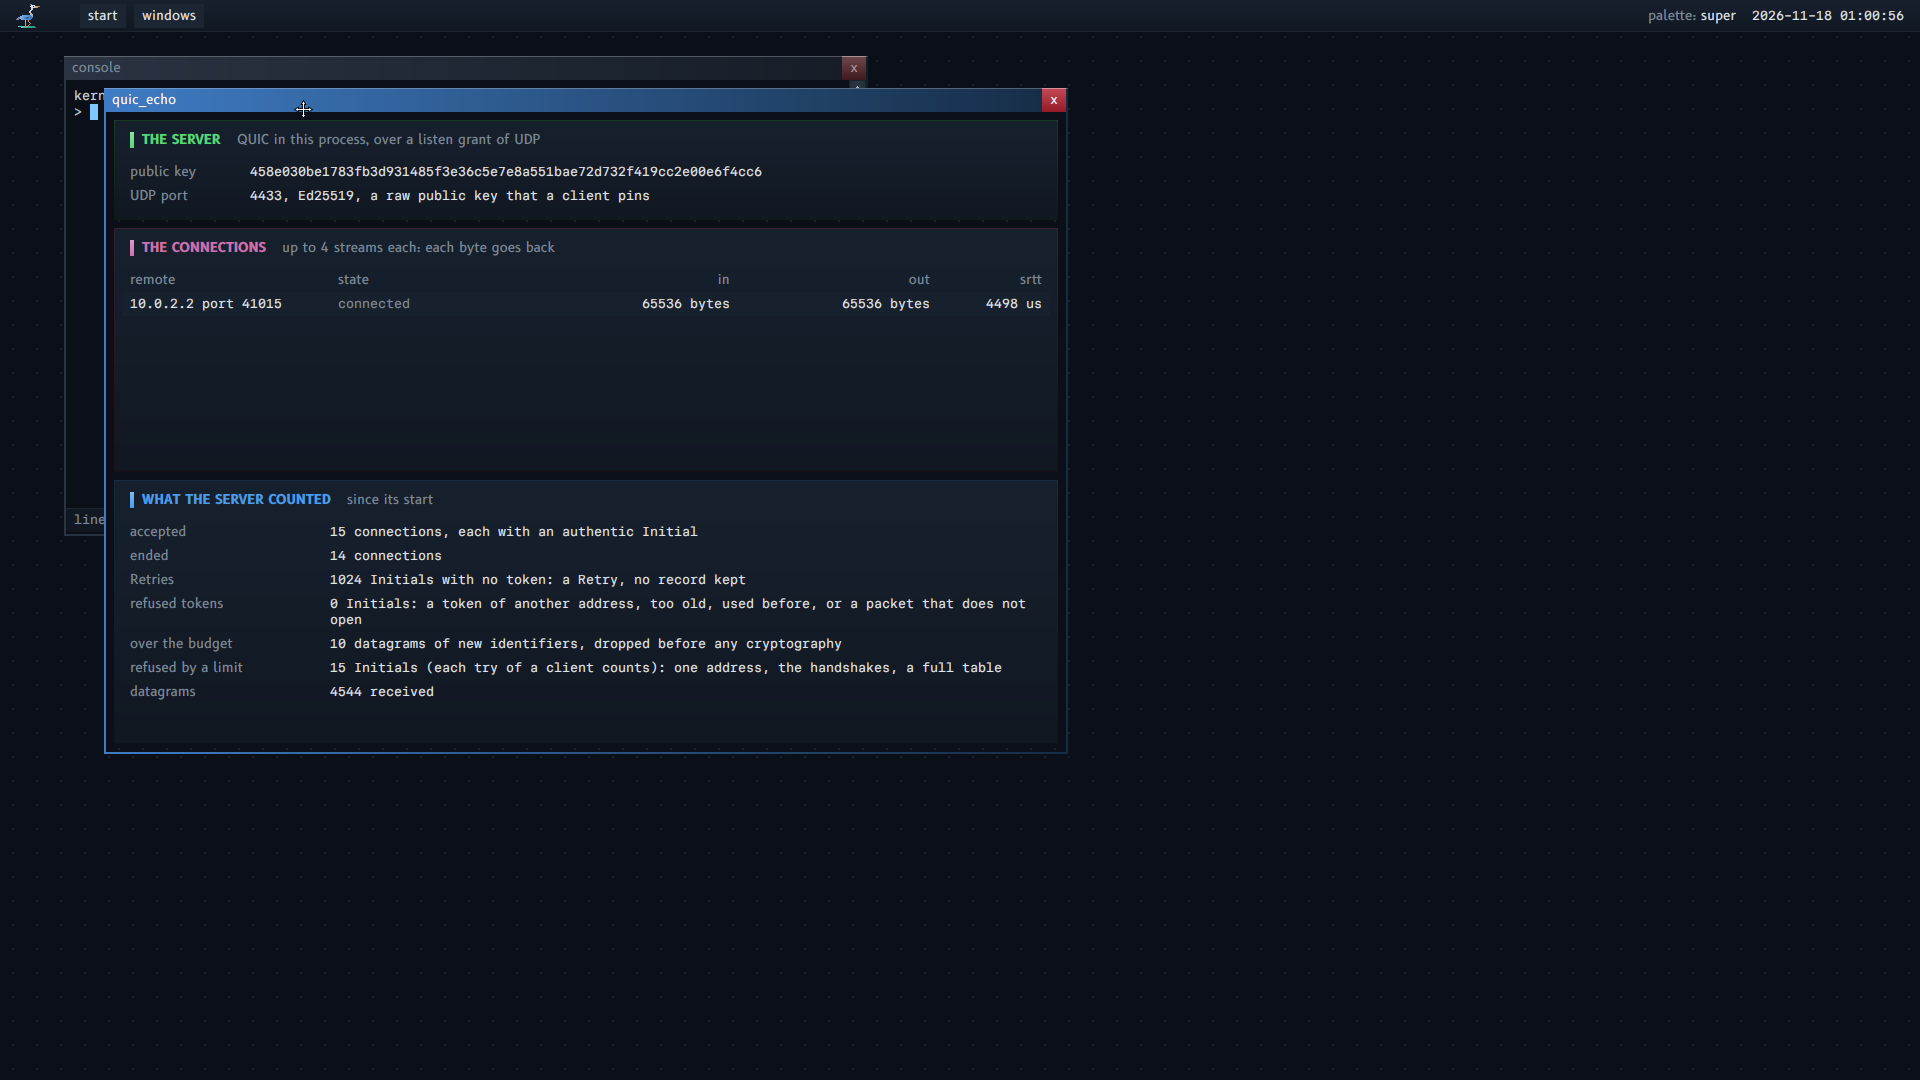 start windows palette: super 2026-11-18 01:00:56
console x
kern
>
quic_echo x
THE SERVER QUIC in this process, over a listen grant of UDP
public key 458e030be1783fb3d931485f3e36c5e7e8a551bae72d732f419cc2e00e6f4cc6
UDP port 4433, Ed25519, a raw public key that a client pins
THE CONNECTIONS up to 4 streams each: each byte goes back
remote state in out srtt
10.0.2.2 port 41015 connected 65536 bytes 65536 bytes 4498 us
line
WHAT THE SERVER COUNTED since its start
accepted 15 connections, each with an authentic Initial
ended 14 connections
Retries 1024 Initials with no token: a Retry, no record kept
refused tokens 0 Initials: a token of another address, too old, used before, or a packet that does not
open
over the budget 10 datagrams of new identifiers, dropped before any cryptography
refused by a limit 15 Initials (each try of a client counts): one address, the handshakes, a full table
datagrams 4544 received